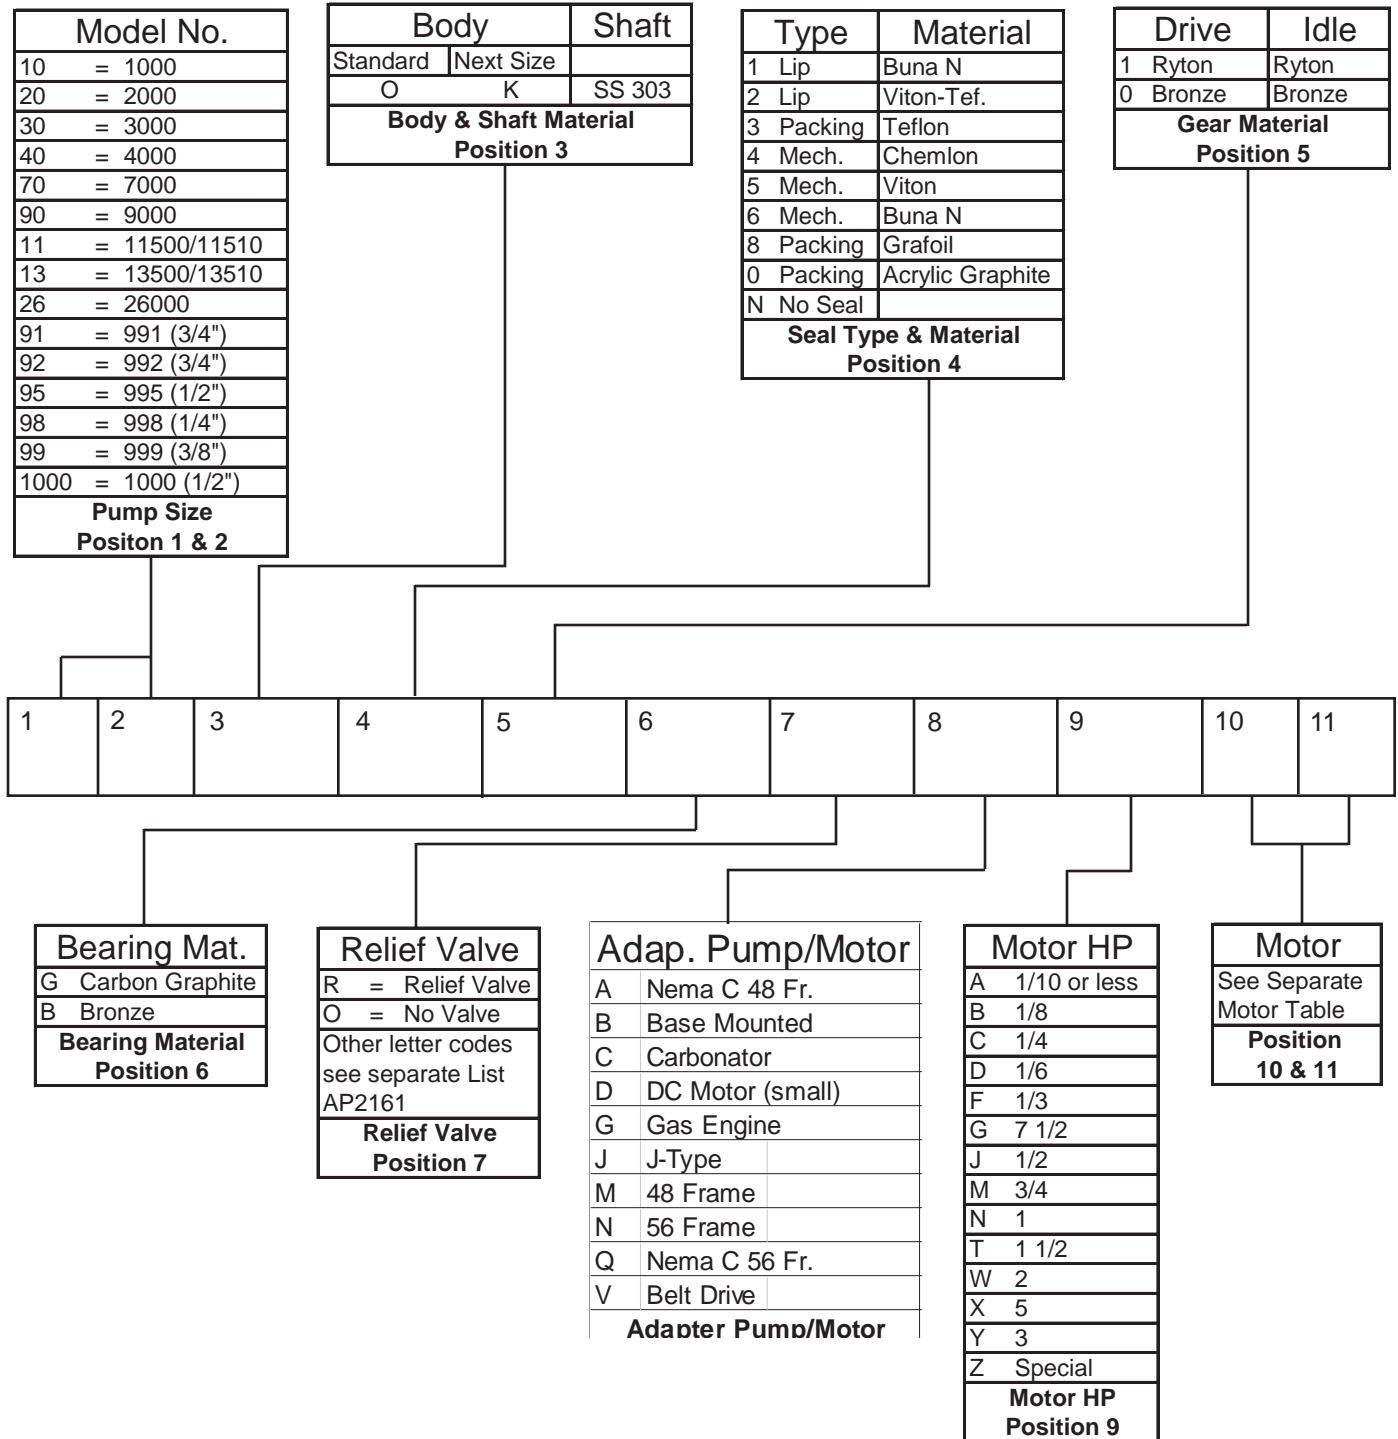 Model No.
10 = 1000
20 = 2000
30 = 3000
40 = 4000
70 = 7000
90 = 9000
11 = 11500/11510
13 = 13500/13510
26 = 26000
91 = 991 (3/4")
92 = 992 (3/4")
95 = 995 (1/2")
98 = 998 (1/4")
99 = 999 (3/8")
1000 = 1000 (1/2")
Pump Size
Positon 1 & 2
Body Shaft
Standard Next Size
O K SS 303
Body & Shaft Material
Position 3
Type Material
1 Lip Buna N
2 Lip Viton-Tef.
3 Packing Teflon
4 Mech. Chemlon
5 Mech. Viton
6 Mech. Buna N
8 Packing Grafoil
0 Packing Acrylic Graphite
N No Seal
Seal Type & Material
Position 4
Drive Idle
1 Ryton Ryton
0 Bronze Bronze
Gear Material
Position 5
1 2 3 4 5 6 7 8 9 10 11
Bearing Mat.
G Carbon Graphite
B Bronze
Bearing Material
Position 6
Relief Valve
R = Relief Valve
O = No Valve
Other letter codes
see separate List
AP2161
Relief Valve
Position 7
Adap. Pump/Motor
A Nema C 48 Fr.
B Base Mounted
C Carbonator
D DC Motor (small)
G Gas Engine
J J-Type
M 48 Frame
N 56 Frame
Q Nema C 56 Fr.
V Belt Drive
Adapter Pump/Motor
Motor HP
A 1/10 or less
B 1/8
C 1/4
D 1/6
F 1/3
G 7 1/2
J 1/2
M 3/4
N 1
T 1 1/2
W 2
X 5
Y 3
Z Special
Motor HP
Position 9
Motor
See Separate
Motor Table
Position
10 & 11